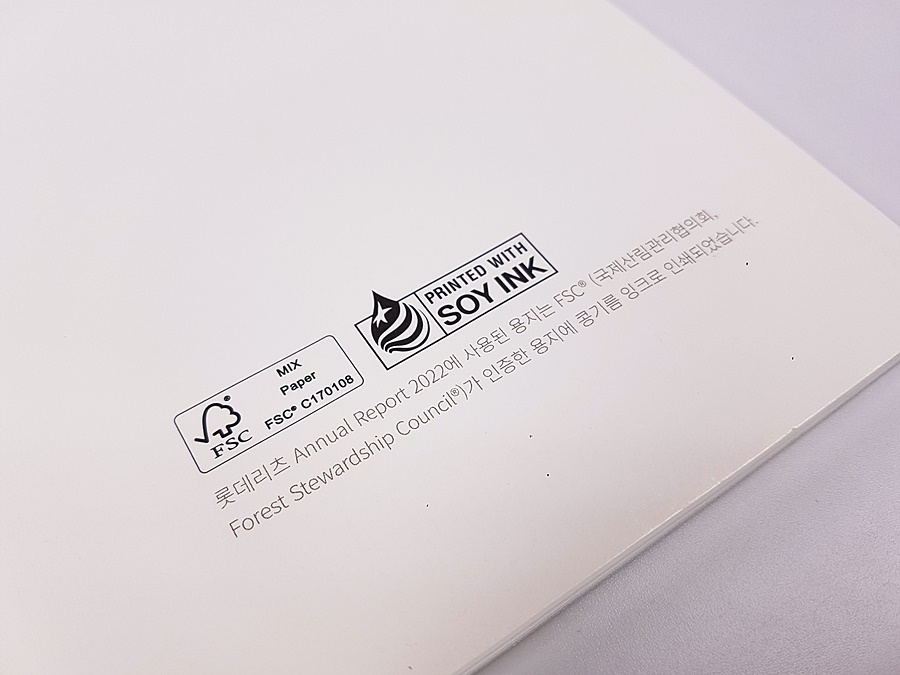 FSC®
MIX
Paper
FSC® C170108
PRINTED WITH
SOY INK
롯데리츠 Annual Report 2022에 사용된 용지는 FSC® (국제산림관리협의회,
Forest Stewardship Council®)가 인증한 용지에 콩기름 잉크로 인쇄되었습니다.